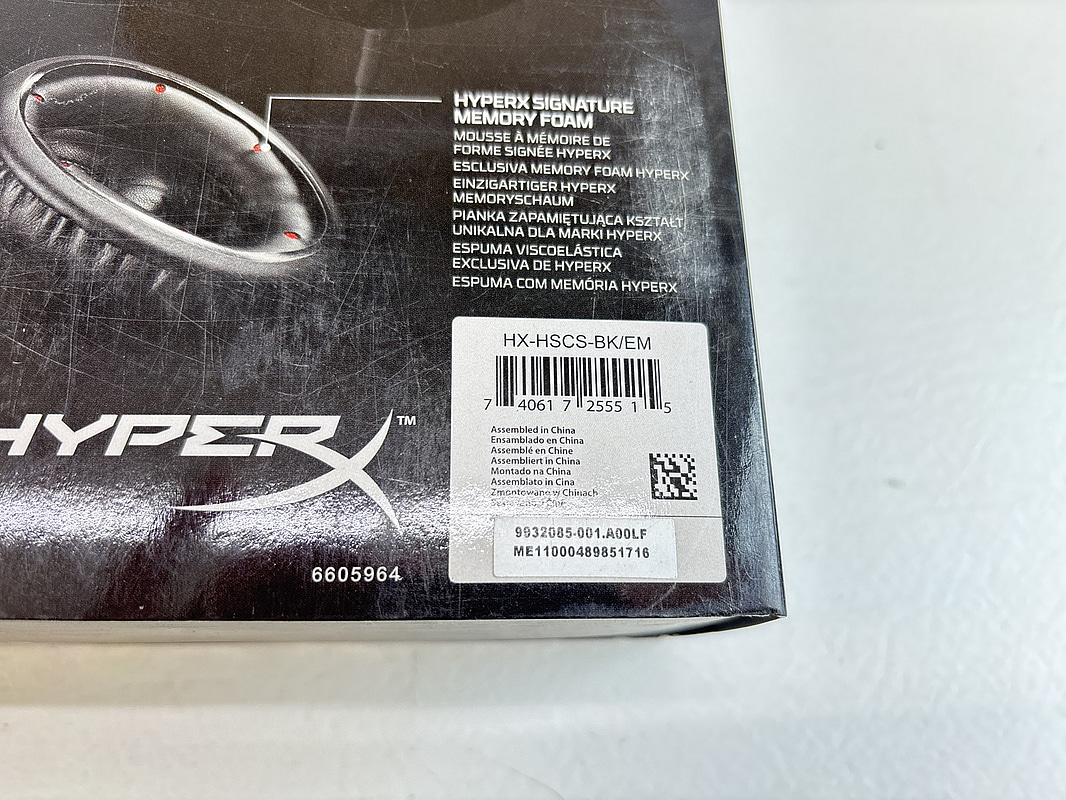 HYPERX SIGNATURE
MEMORY FOAM
MOUSSE À MÉMOIRE DE
FORME SIGNÉE HYPERX
ESCLUSIVA MEMORY FOAM HYPERX
EINZIGARTIGER HYPERX
MEMORYSCHAUM
PIANKA ZAPAMIĘTUJĄCA KSZTAŁT,
UNIKALNA DLA MARKI HYPERX
ESPUMA VISCOELÁSTICA
EXCLUSIVA DE HYPERX
ESPUMA COM MEMÓRIA HYPERX
HYPERX™
6605964
HX-HSCS-BK/EM
7 40617 25551 5
Assembled in China
Ensamblado en China
Assemblé en Chine
Assembliert in China
Montado na China
Assemblato in Cina
Zmontowane w Chinach
9932085-001.A00LF
ME11000489851716